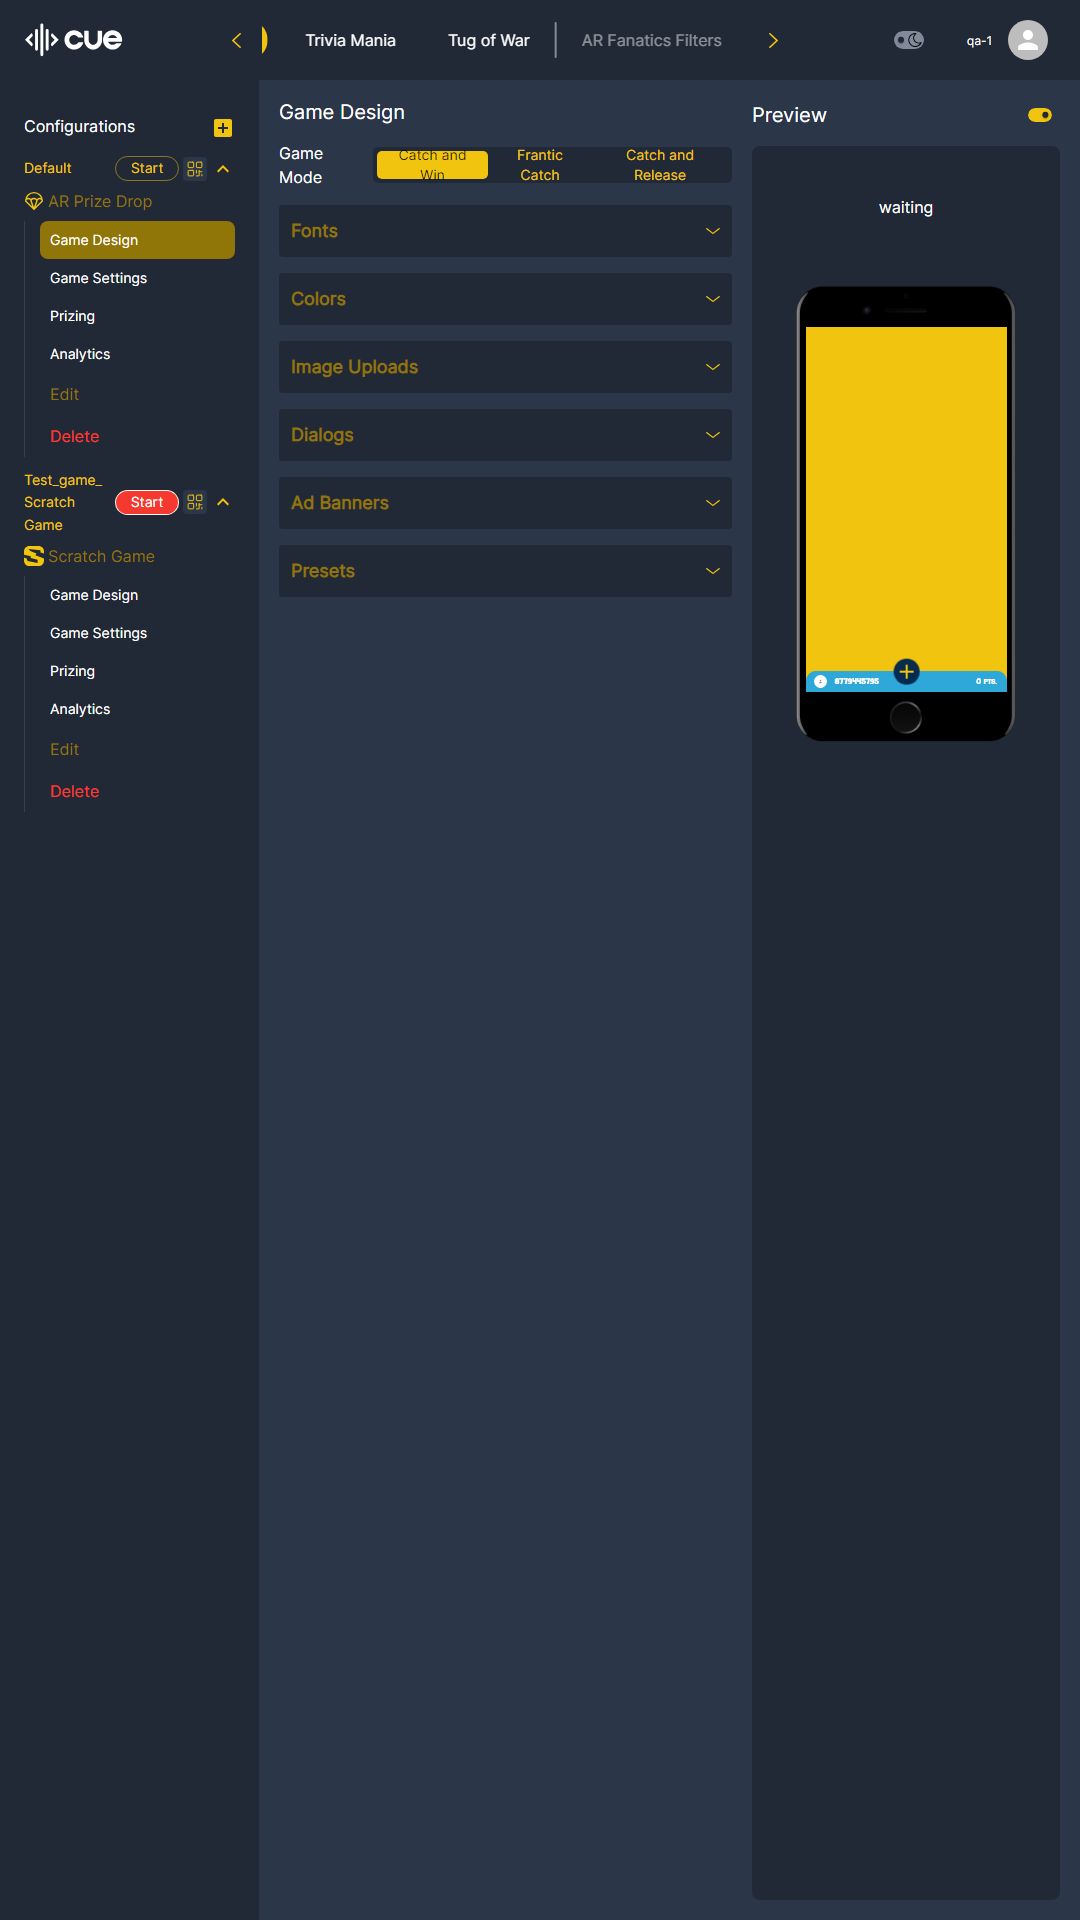 cue
Trivia Mania
Tug of War
AR Fanatics Filters
qa-1
Configurations
Default
Start
AR Prize Drop
Game Design
Game Settings
Prizing
Analytics
Edit
Delete
Test_game_
Scratch
Game
Start
Scratch Game
Game Design
Game Settings
Prizing
Analytics
Edit
Delete
Game Design
Game
Mode
Catch and
Win
Frantic
Catch
Catch and
Release
Fonts
Colors
Image Uploads
Dialogs
Ad Banners
Presets
Preview
waiting
8779445795
0 PTS.